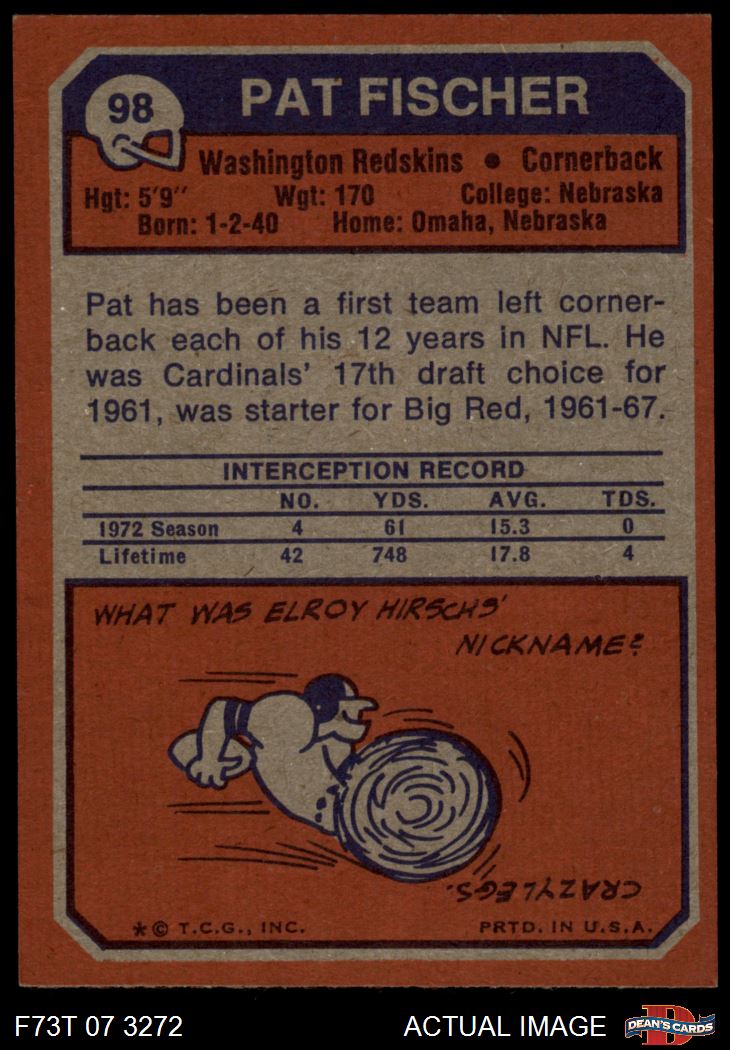 98
PAT FISCHER
Washington Redskins • Cornerback
Hgt: 5'9" Wgt: 170 College: Nebraska
Born: 1-2-40 Home: Omaha, Nebraska
Pat has been a first team left corner-
back each of his 12 years in NFL. He
was Cardinals' 17th draft choice for
1961, was starter for Big Red, 1961-67.
INTERCEPTION RECORD
NO. YDS. AVG. TDS.
1972 Season 4 61 15.3 0
Lifetime 42 748 17.8 4
WHAT WAS ELROY HIRSCHS'
NICKNAME?
CRAZYLEGS.
*© T.C.G., INC. PRTD. IN U.S.A.
F73T 07 3272 ACTUAL IMAGE
D
DEAN'S CARDS